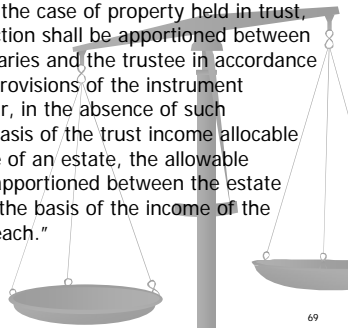 the case of property held in trust,
ction shall be apportioned between
aries and the trustee in accordance
rovisions of the instrument
r, in the absence of such
asis of the trust income allocable
e of an estate, the allowable
apportioned between the estate
the basis of the income of the
each."
69